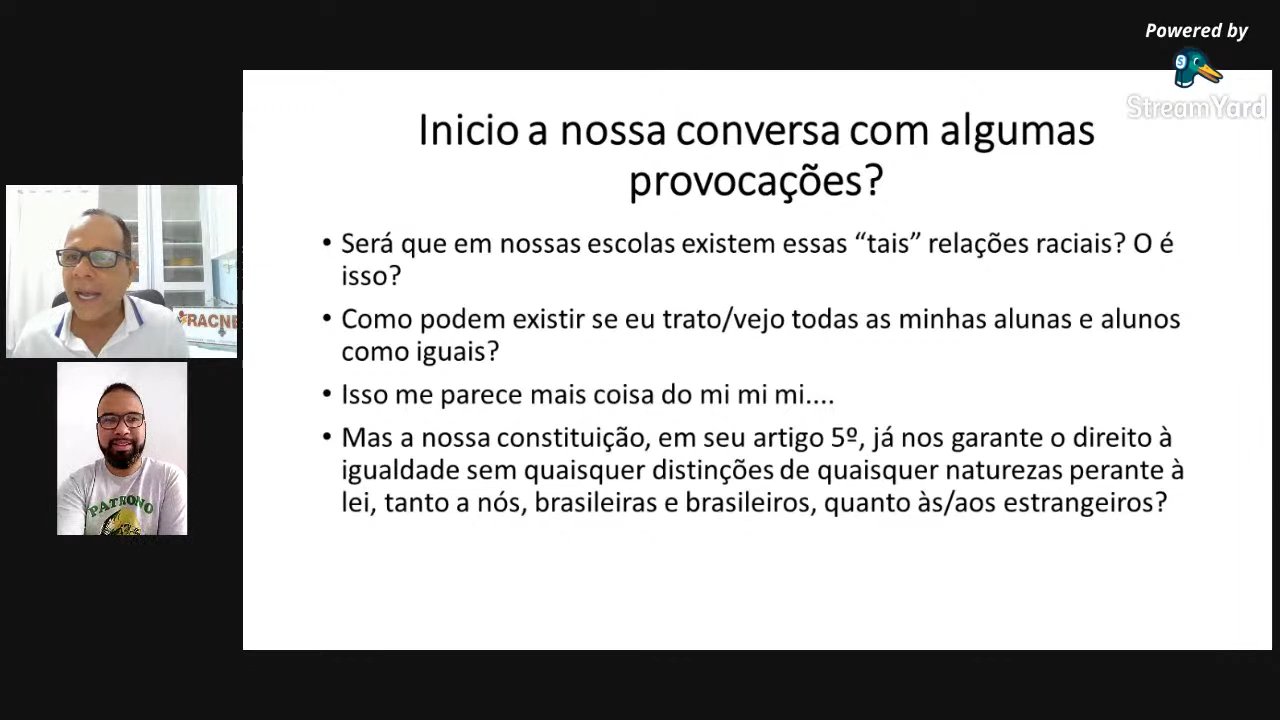 Powered by
StreamYard
Inicio a nossa conversa com algumas
provocações?
• Será que em nossas escolas existem essas “tais” relações raciais? O é
isso?
• Como podem existir se eu trato/vejo todas as minhas alunas e alunos
como iguais?
• Isso me parece mais coisa do mi mi mi....
• Mas a nossa constituição, em seu artigo 5º, já nos garante o direito à
igualdade sem quaisquer distinções de quaisquer naturezas perante à
lei, tanto a nós, brasileiras e brasileiros, quanto às/aos estrangeiros?
PATRONO